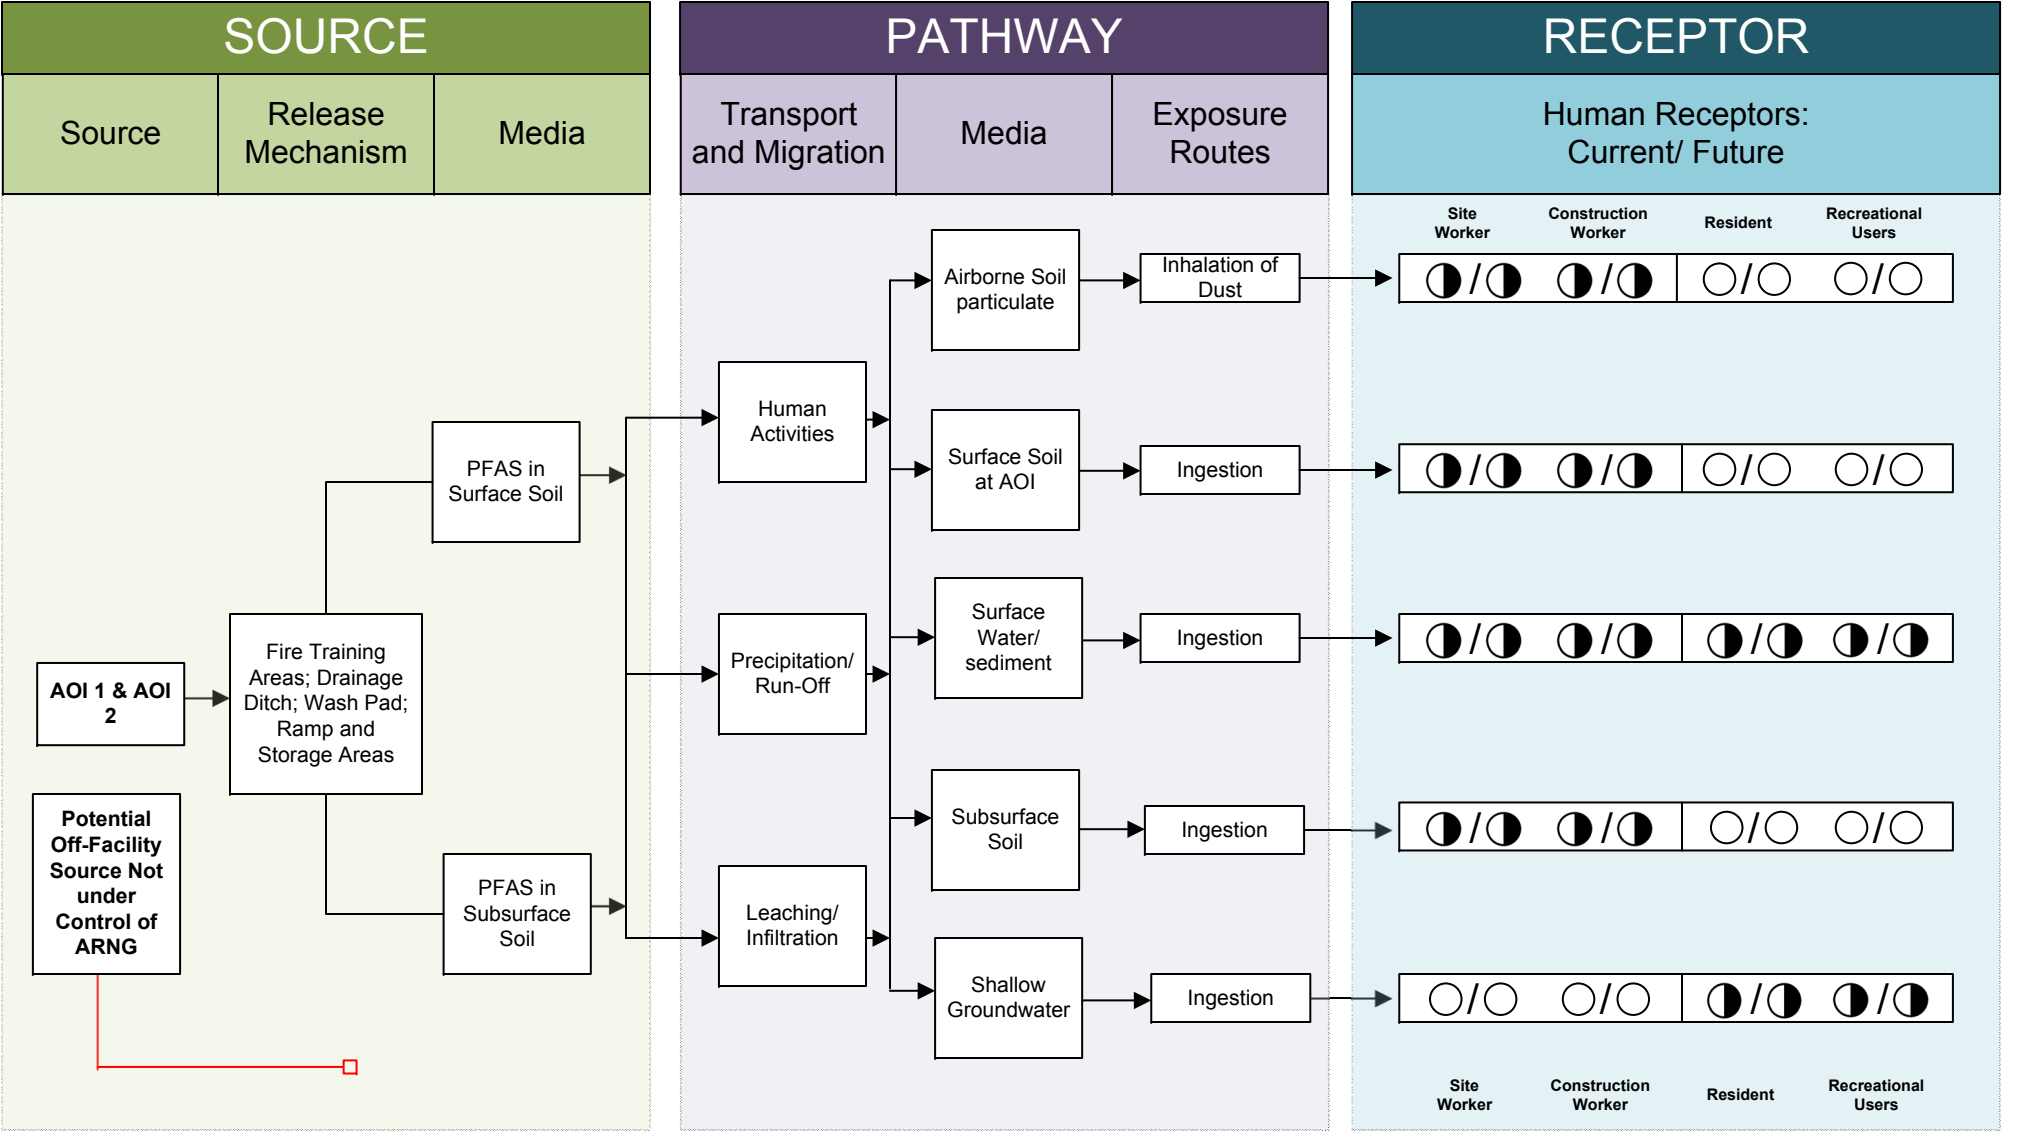 SOURCE
PATHWAY
RECEPTOR
Source
Release
Mechanism
Media
Transport
and Migration
Media
Exposure
Routes
Human Receptors:
Current/ Future
Site
Worker
Construction
Worker
Resident
Recreational
Users
AOI 1 & AOI
2
Potential
Off-Facility
Source Not
under
Control of
ARNG
Fire Training
Areas; Drainage
Ditch; Wash Pad;
Ramp and
Storage Areas
PFAS in
Surface Soil
PFAS in
Subsurface
Soil
Human
Activities
Precipitation/
Run-Off
Leaching/
Infiltration
Airborne Soil
particulate
Inhalation of
Dust
/ / / /
Surface Soil
at AOI
Ingestion
/ / / /
Surface
Water/
sediment
Ingestion
/ / / /
Subsurface
Soil
Ingestion
/ / / /
Shallow
Groundwater
Ingestion
/ / / /
Site
Worker
Construction
Worker
Resident
Recreational
Users